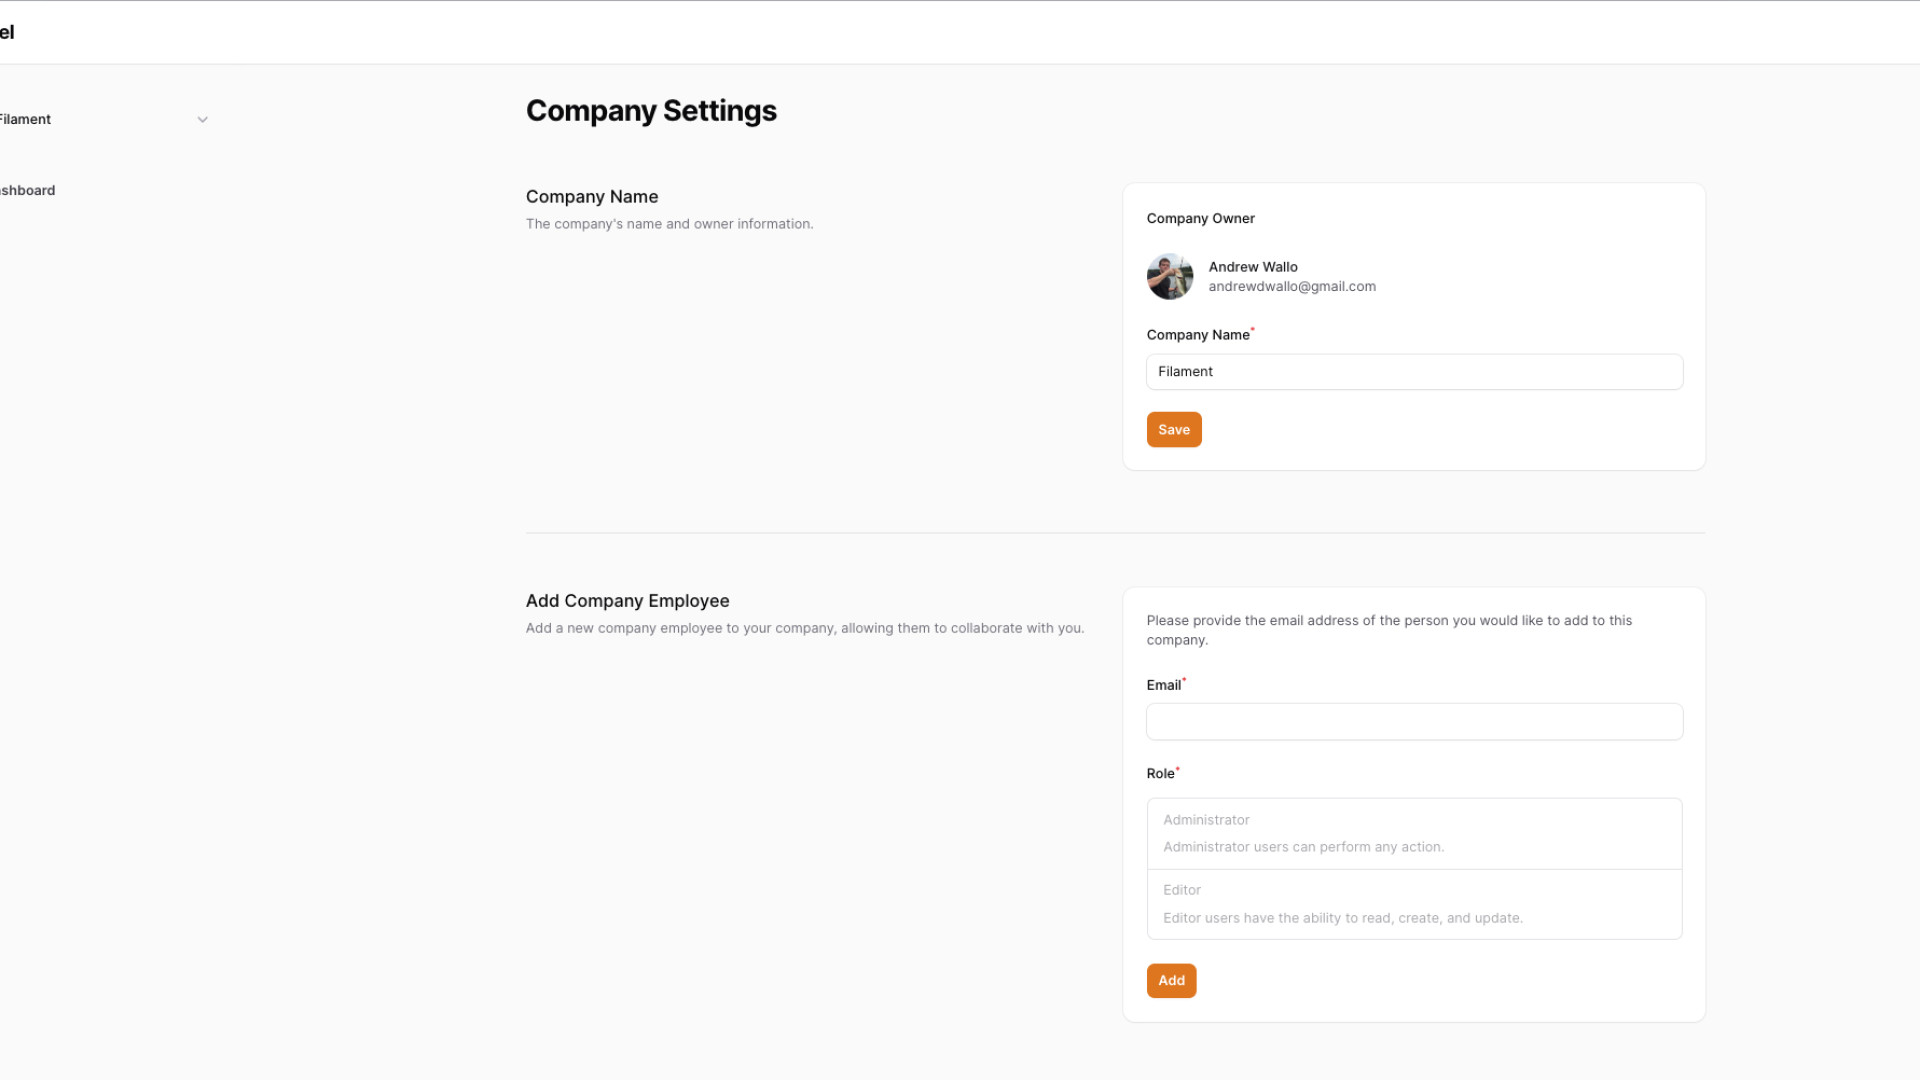 el
Filament
ashboard
Company Settings
Company Name
The company's name and owner information.
Company Owner
Andrew Wallo
andrewdwallo@gmail.com
Company Name*
Filament
Save
Add Company Employee
Add a new company employee to your company, allowing them to collaborate with you.
Please provide the email address of the person you would like to add to this
company.
Email*
Role*
Administrator
Administrator users can perform any action.
Editor
Editor users have the ability to read, create, and update.
Add